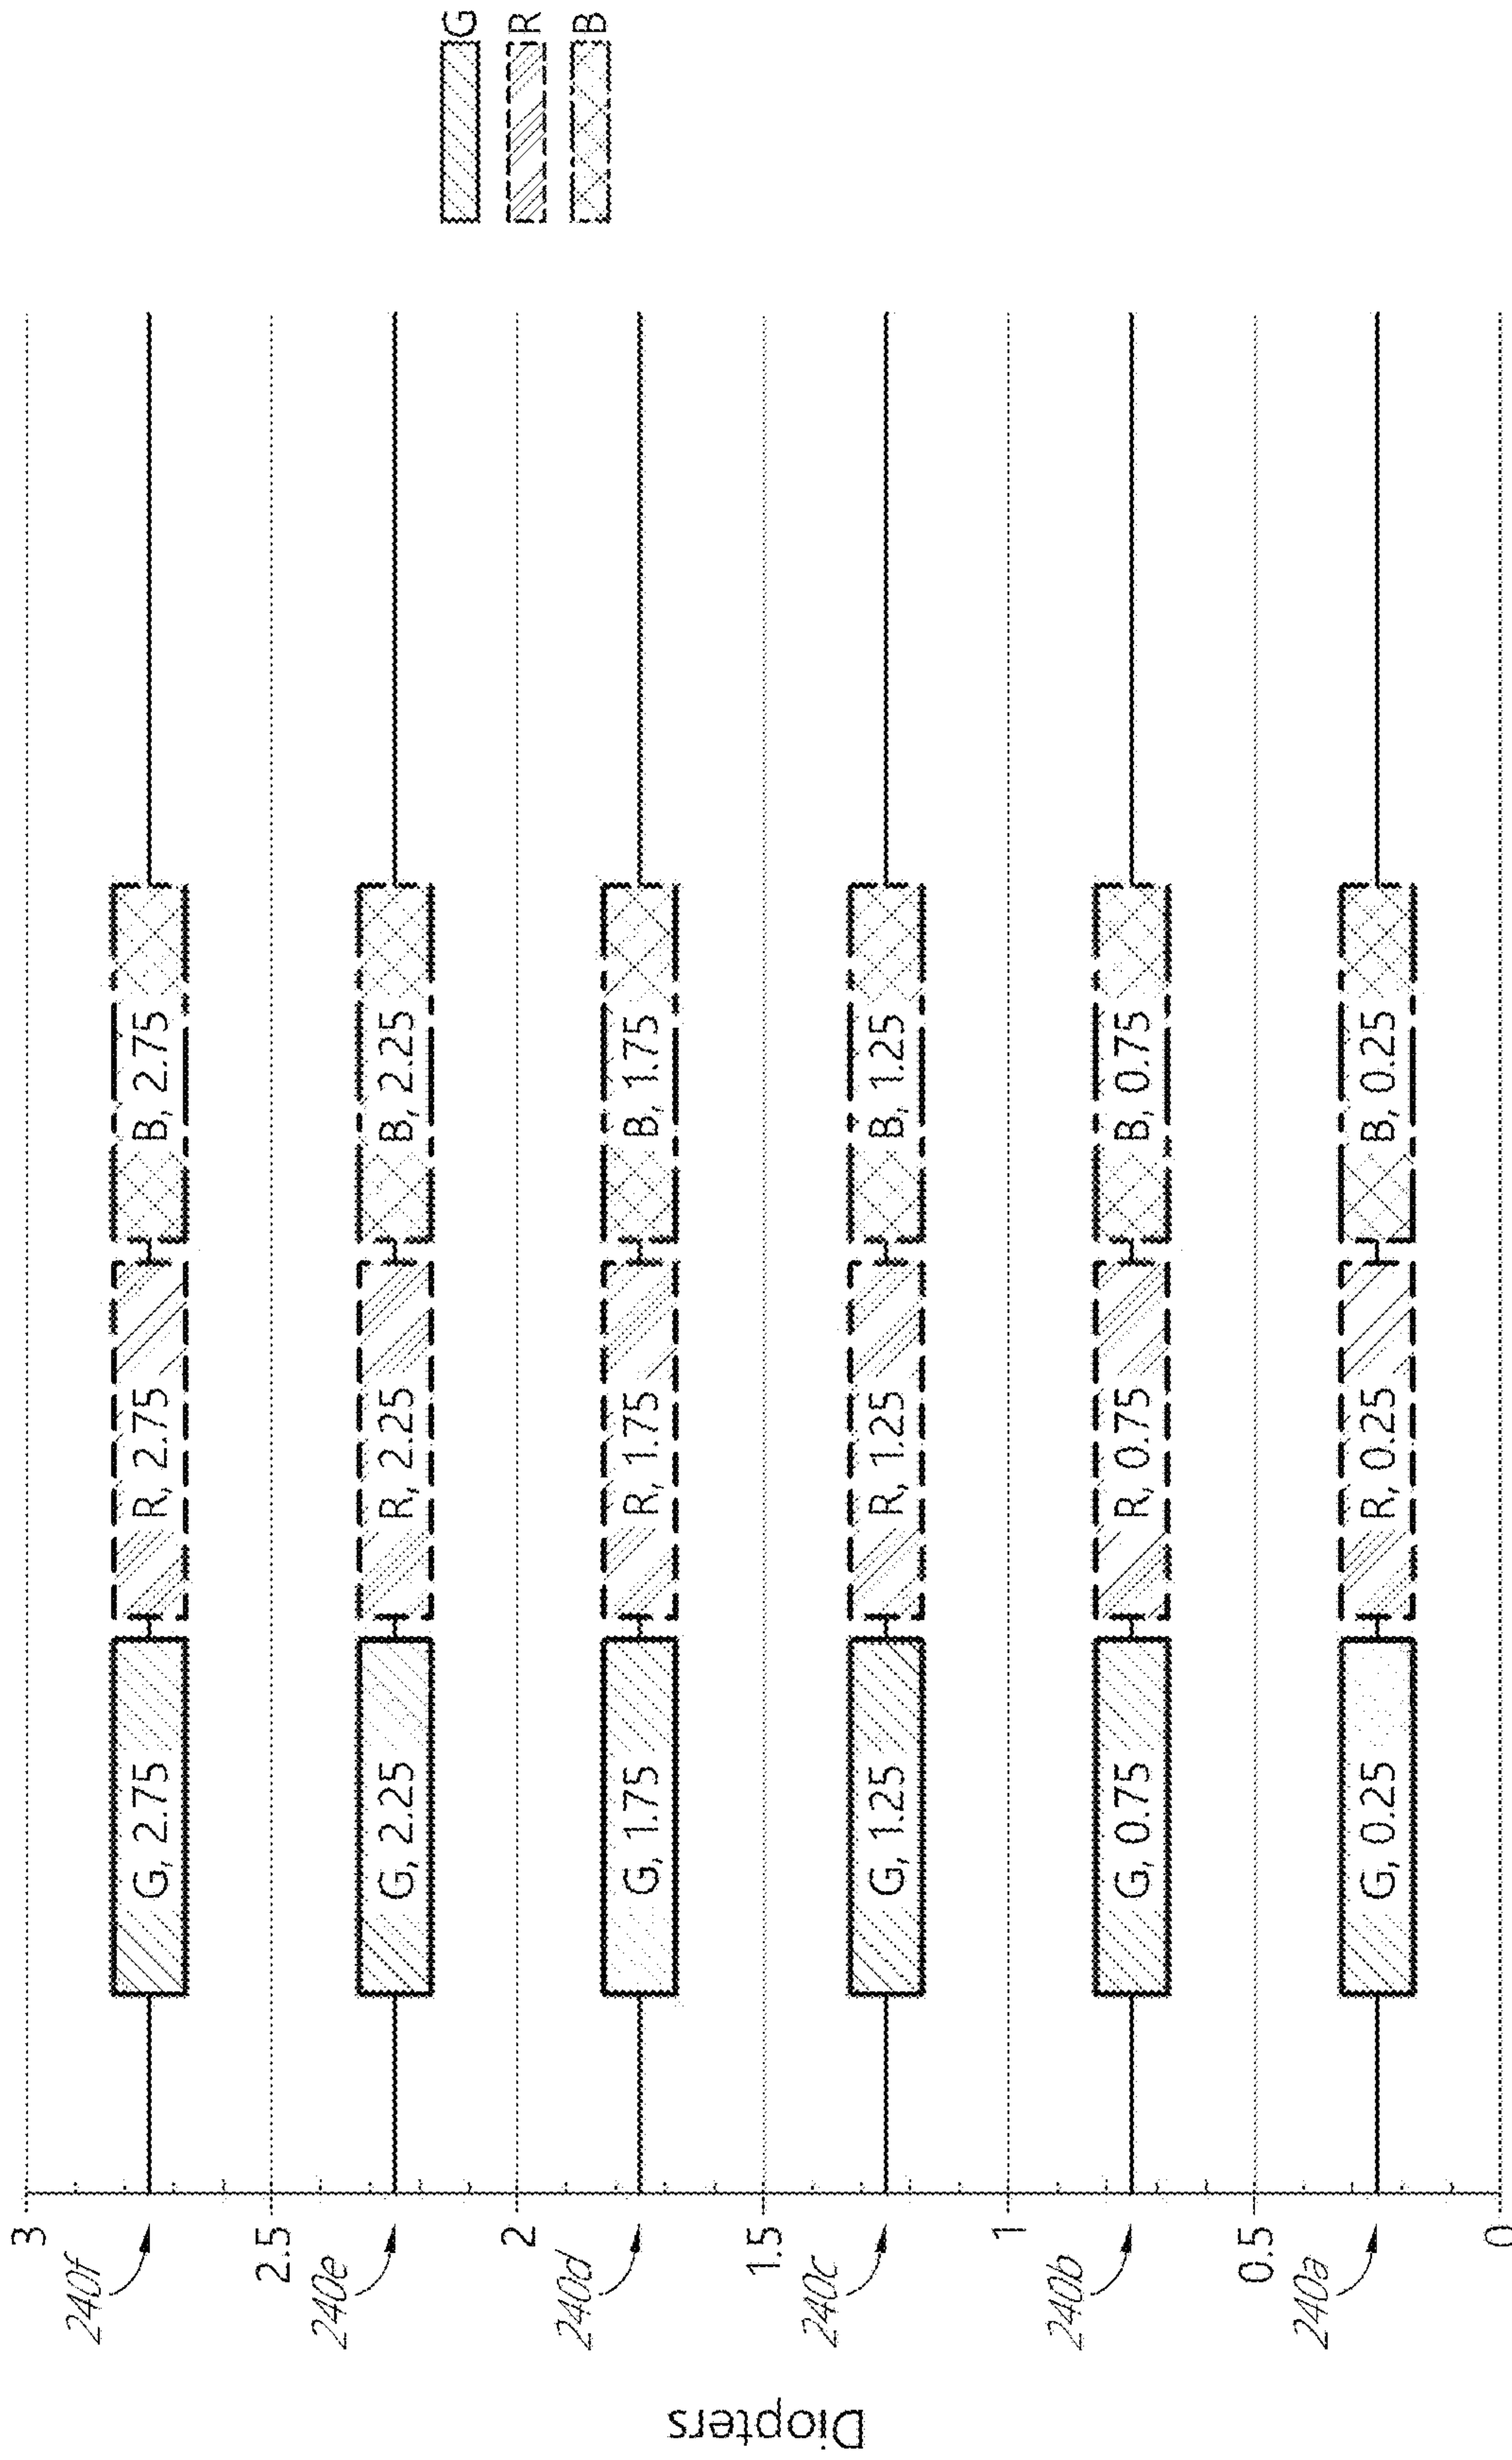 Diopters
3
240f
G, 2.75 R, 2.75 B, 2.75
2.5
240e
G, 2.25 R, 2.25 B, 2.25
2
240d
G, 1.75 R, 1.75 B, 1.75
1.5
240c
G, 1.25 R, 1.25 B, 1.25
1
240b
G, 0.75 R, 0.75 B, 0.75
0.5
240a
G, 0.25 R, 0.25 B, 0.25
0
G
R
B